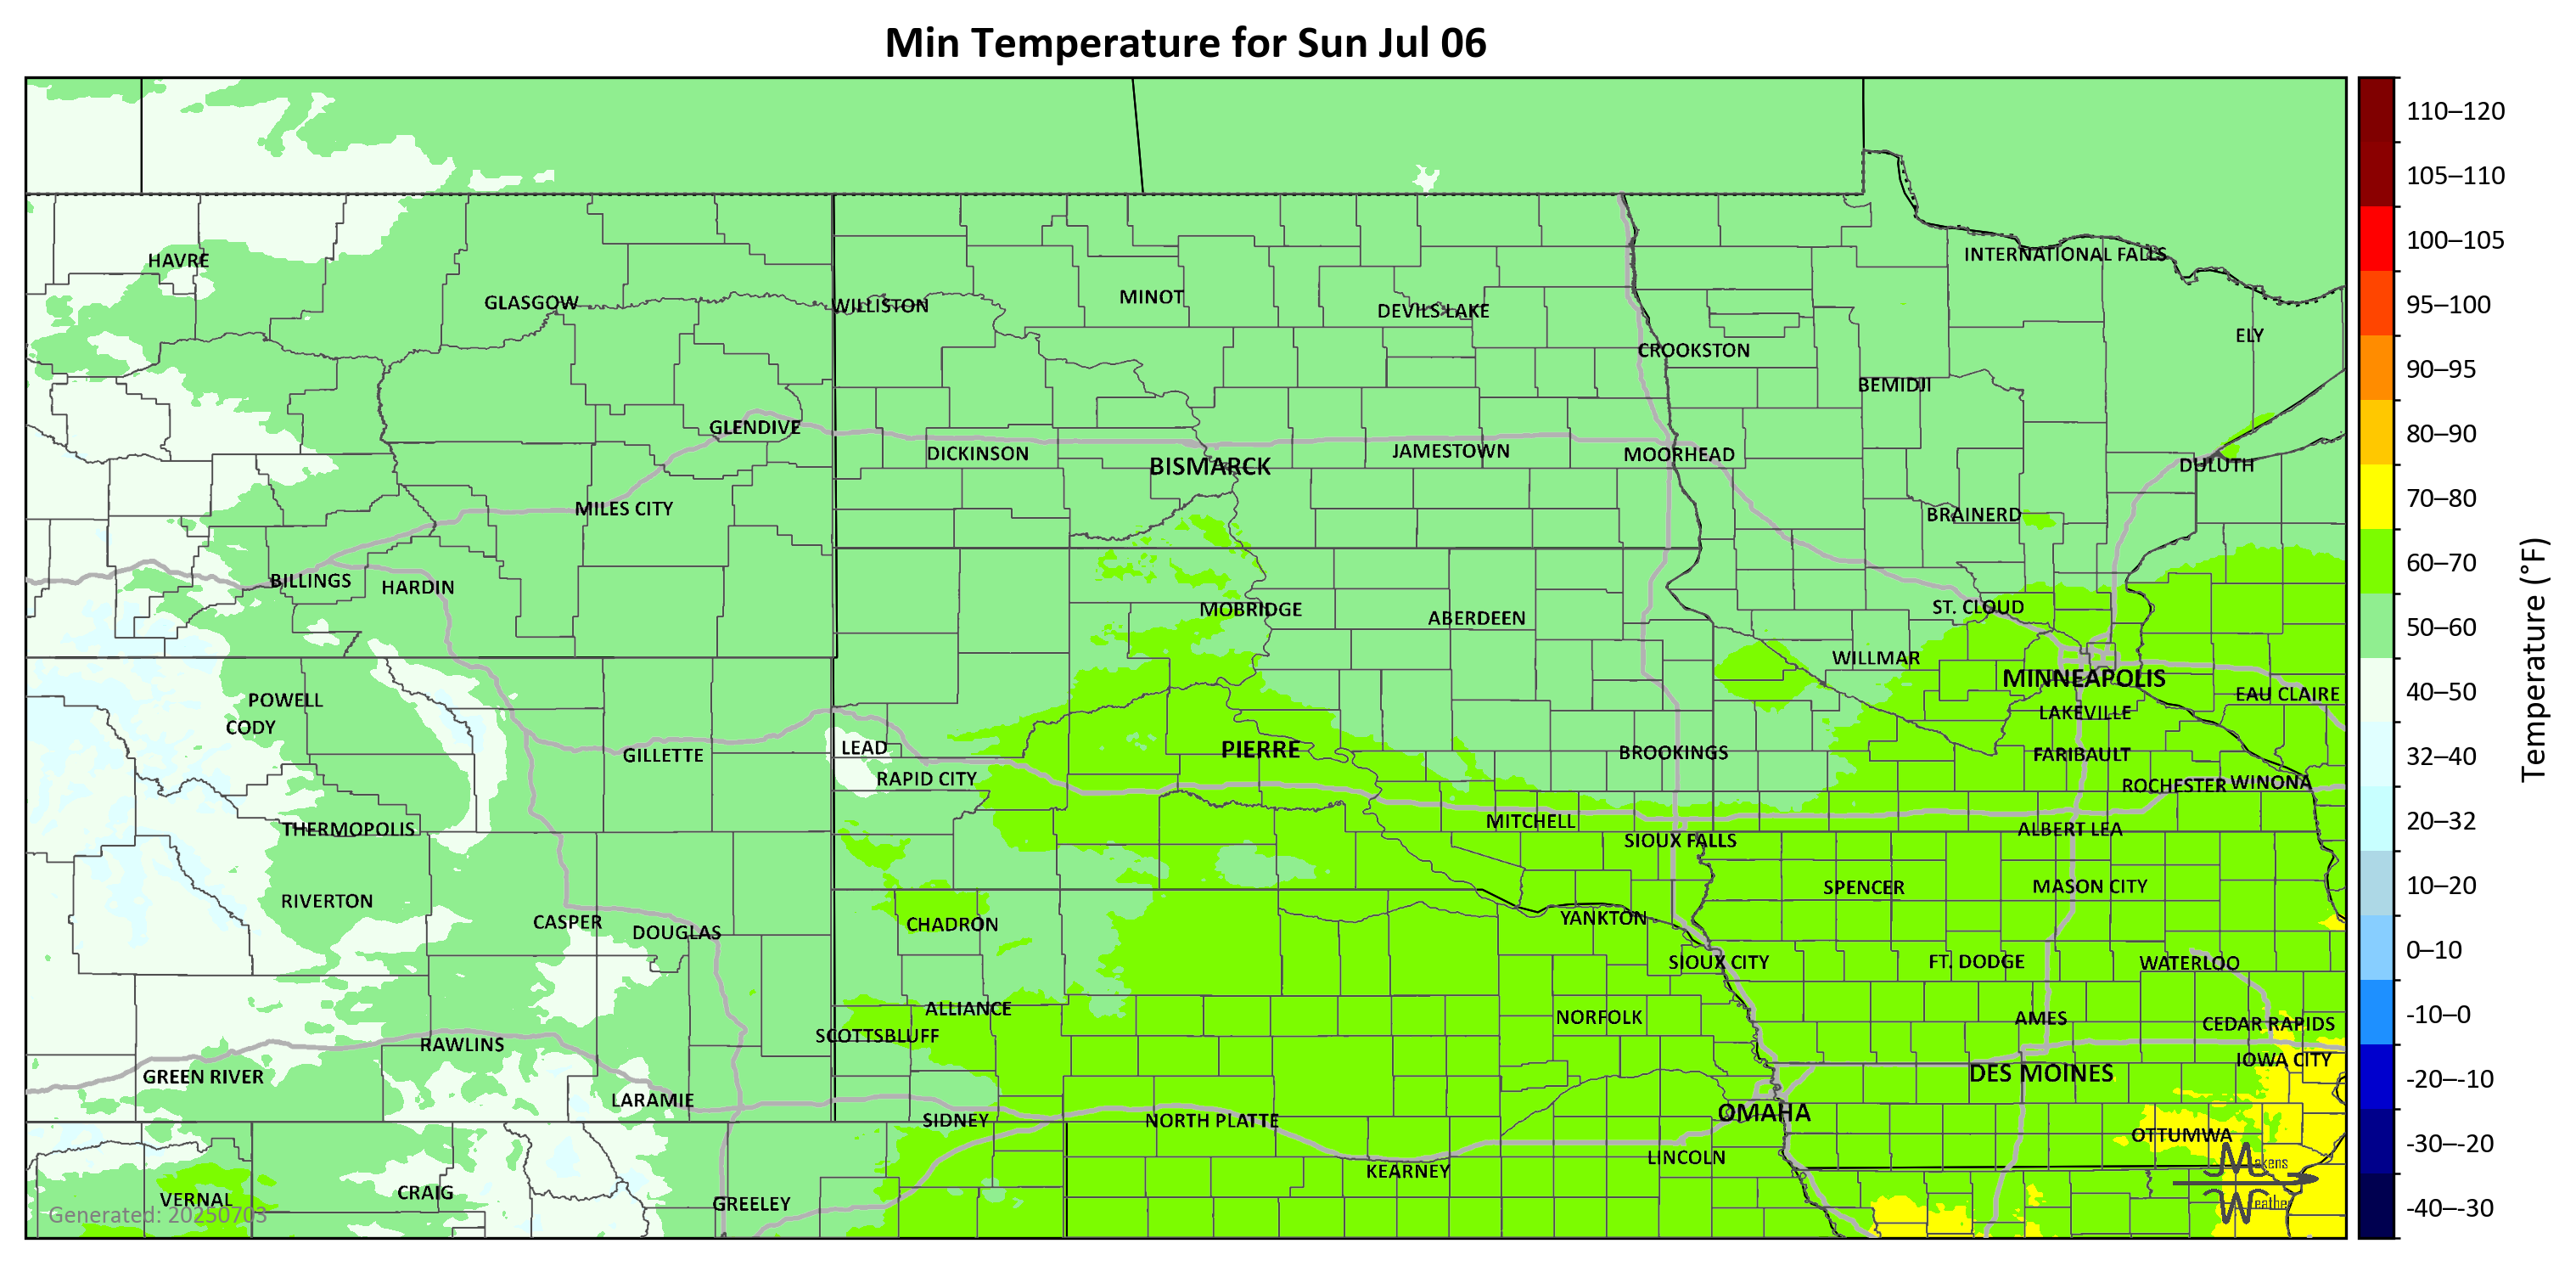 Min Temperature for Sun Jul 06
110−120
105−110
100−105
95−100
90−95
80−90
70−80
60−70
50−60
40−50
32−40
20−32
10−20
0−10
-10−0
-20−-10
-30−-20
-40−-30
Temperature (°F)
HAVRE
INTERNATIONAL FALLS
GLASGOW
WILLISTON
MINOT
DEVILS LAKE
ELY
CROOKSTON
BEMIDJI
GLENDIVE
DICKINSON
BISMARCK
JAMESTOWN
MOORHEAD
DULUTH
MILES CITY
BRAINERD
BILLINGS
HARDIN
MOBRIDGE
ABERDEEN
ST. CLOUD
WILLMAR
MINNEAPOLIS
POWELL
EAU CLAIRE
CODY
LAKEVILLE
GILLETTE
LEAD
PIERRE
BROOKINGS
FARIBAULT
RAPID CITY
ROCHESTER
WINONA
THERMOPOLIS
MITCHELL
SIOUX FALLS
ALBERT LEA
RIVERTON
SPENCER
MASON CITY
CASPER
DOUGLAS
CHADRON
YANKTON
SIOUX CITY
FT. DODGE
WATERLOO
ALLIANCE
SCOTTSBLUFF
NORFOLK
AMES
CEDAR RAPIDS
RAWLINS
IOWA CITY
GREEN RIVER
DES MOINES
LARAMIE
SIDNEY
NORTH PLATTE
OMAHA
OTTUMWA
KEARNEY
LINCOLN
VERNAL
CRAIG
GREELEY
Makens
Weather
Generated: 20250703